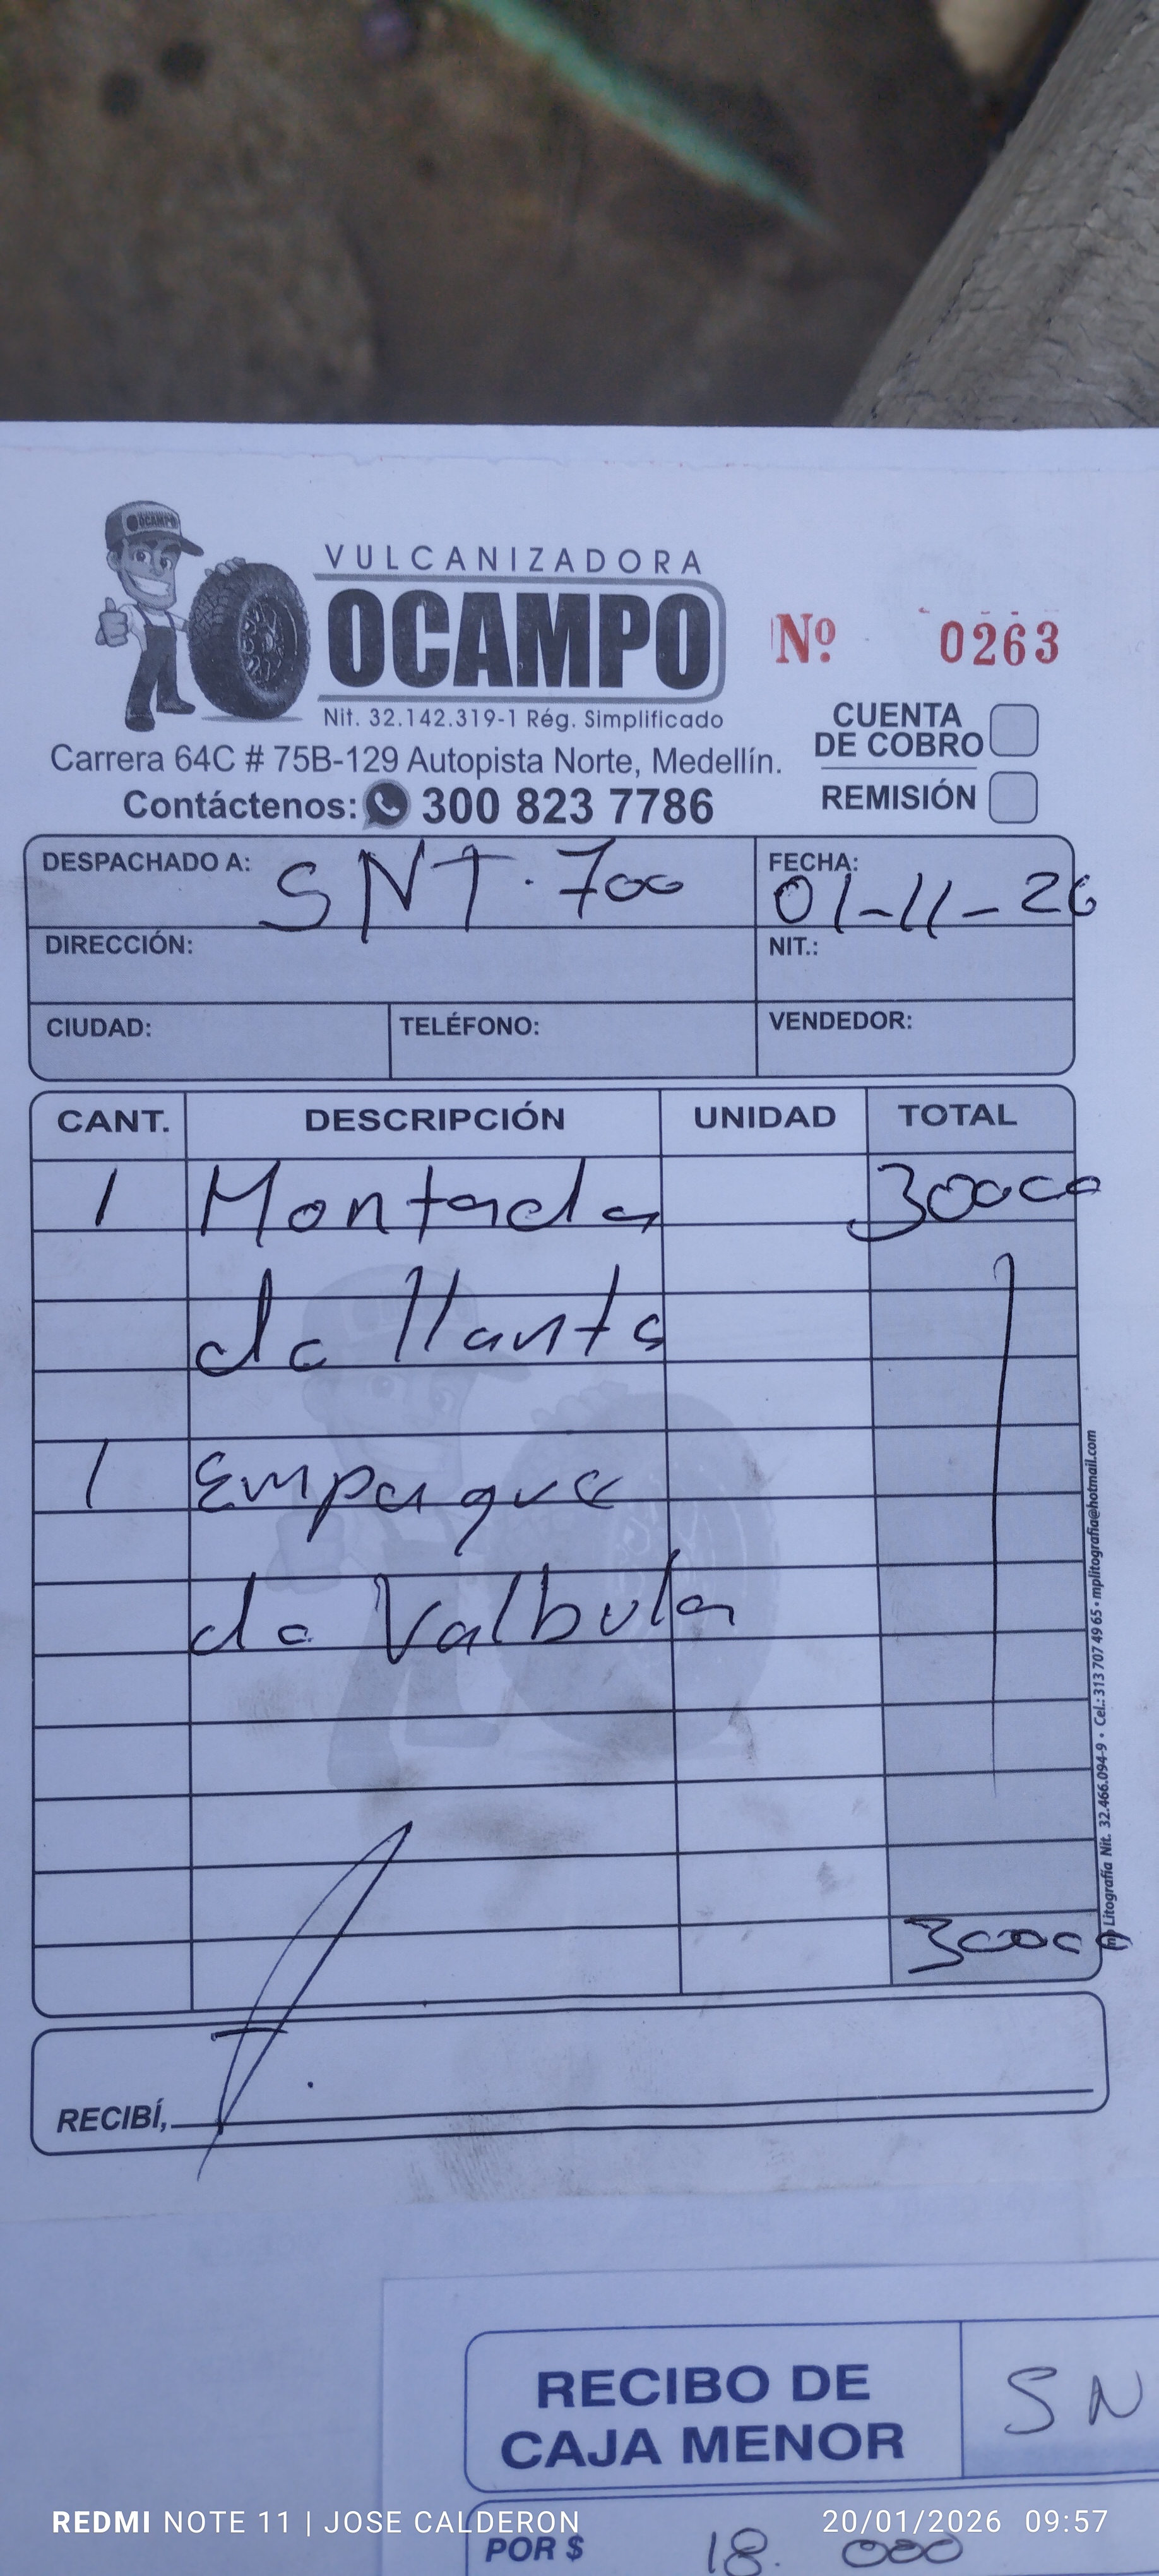 OCAMPO
VULCANIZADORA
OCAMPO
Nit. 32.142.319-1 Rég. Simplificado
Nº 0263
Carrera 64C # 75B-129 Autopista Norte, Medellín.
Contáctenos: 300 823 7786
CUENTA
DE COBRO
REMISIÓN
DESPACHADO A: SNT.700
FECHA: 01-11-26
DIRECCIÓN:
NIT.:
CIUDAD:
TELÉFONO:
VENDEDOR:
CANT. DESCRIPCIÓN UNIDAD TOTAL
1 Montada 30000
de llanta
1 Empaque
de Valbula
30000
RECIBÍ,
Litografía Nit. 32.466.094-9 • Cel.: 313 707 49 65 • mplitografia@hotmail.com
RECIBO DE
CAJA MENOR
SN
POR $ 18.000
REDMI NOTE 11 | JOSE CALDERON
20/01/2026 09:57